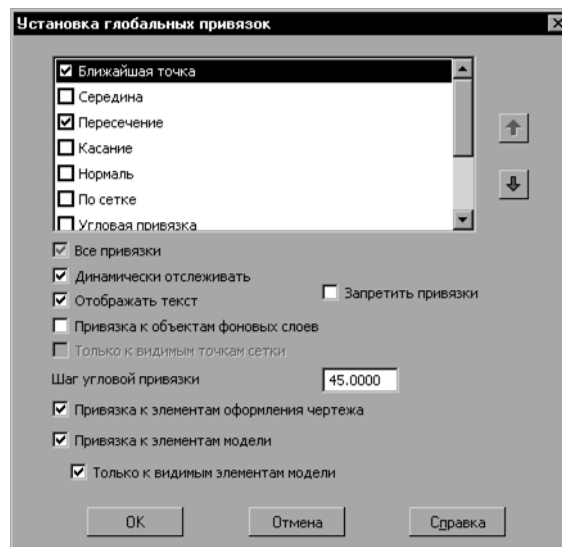 Установка глобальных привязок
Ближайшая точка
Середина
Пересечение
Касание
Нормаль
По сетке
Угловая привязка
Все привязки
Динамически отслеживать
Запретить привязки
Отображать текст
Привязка к объектам фоновых слоев
Только к видимым точкам сетки
Шаг угловой привязки 45.0000
Привязка к элементам оформления чертежа
Привязка к элементам модели
Только к видимым элементам модели
OK Отмена Справка